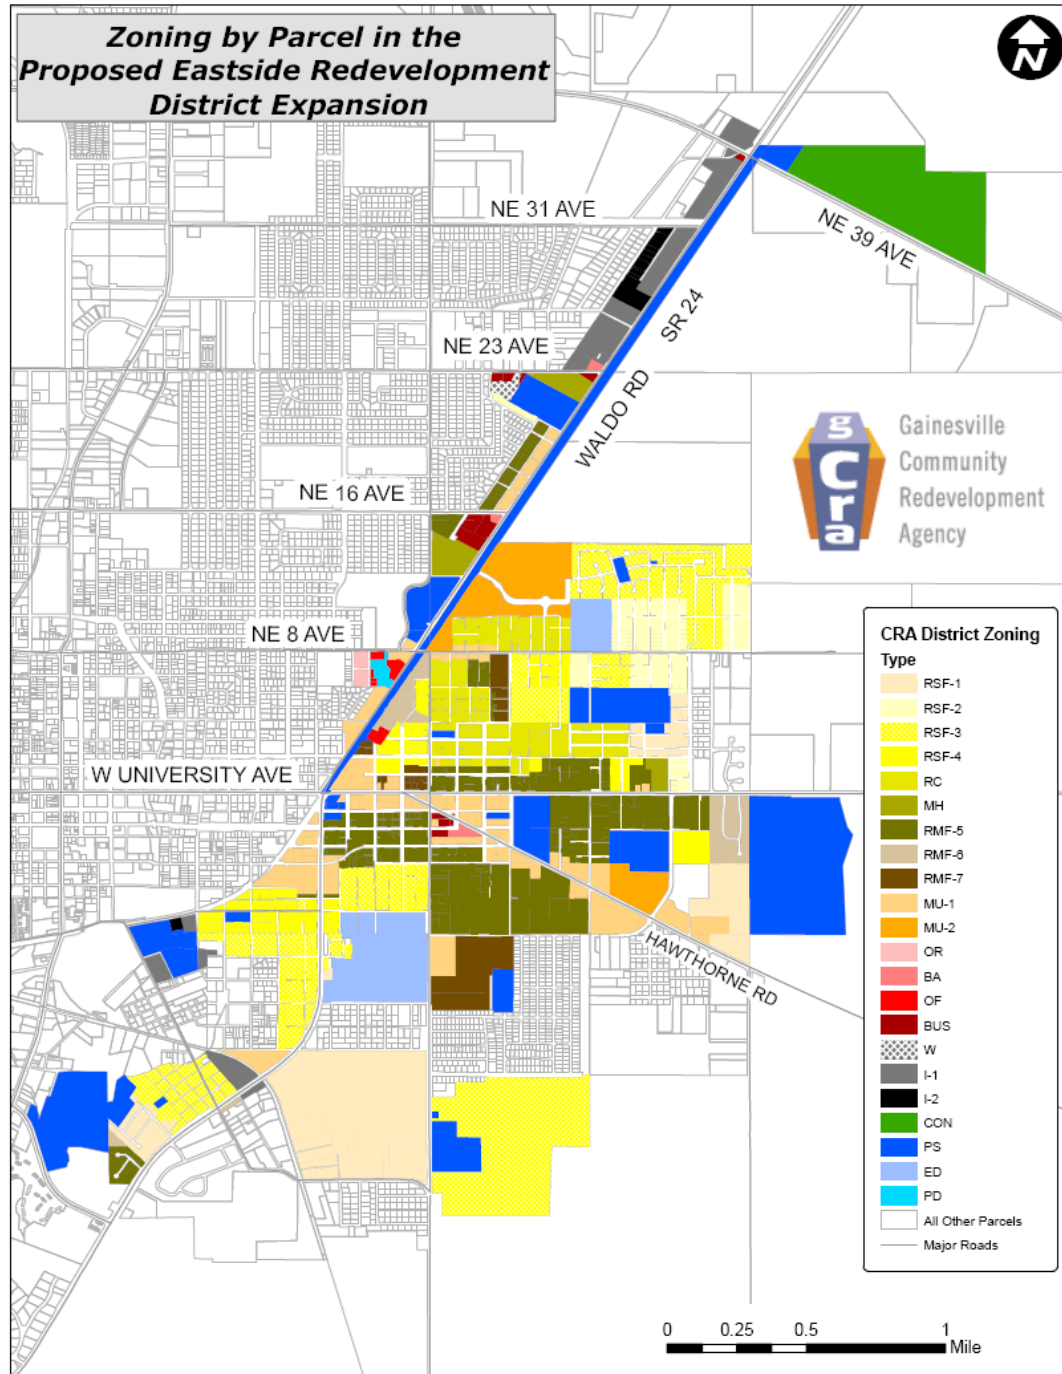 Zoning by Parcel in the
Proposed Eastside Redevelopment
District Expansion
N
NE 31 AVE
NE 39 AVE
SR 24
NE 23 AVE
WALDO RD
NE 16 AVE
g
Cra
Gainesville
Community
Redevelopment
Agency
NE 8 AVE
W UNIVERSITY AVE
HAWTHORNE RD
CRA District Zoning
Type
RSF-1
RSF-2
RSF-3
RSF-4
RC
MH
RMF-5
RMF-6
RMF-7
MU-1
MU-2
OR
BA
OF
BUS
W
I-1
I-2
CON
PS
ED
PD
All Other Parcels
Major Roads
0 0.25 0.5 1
Mile